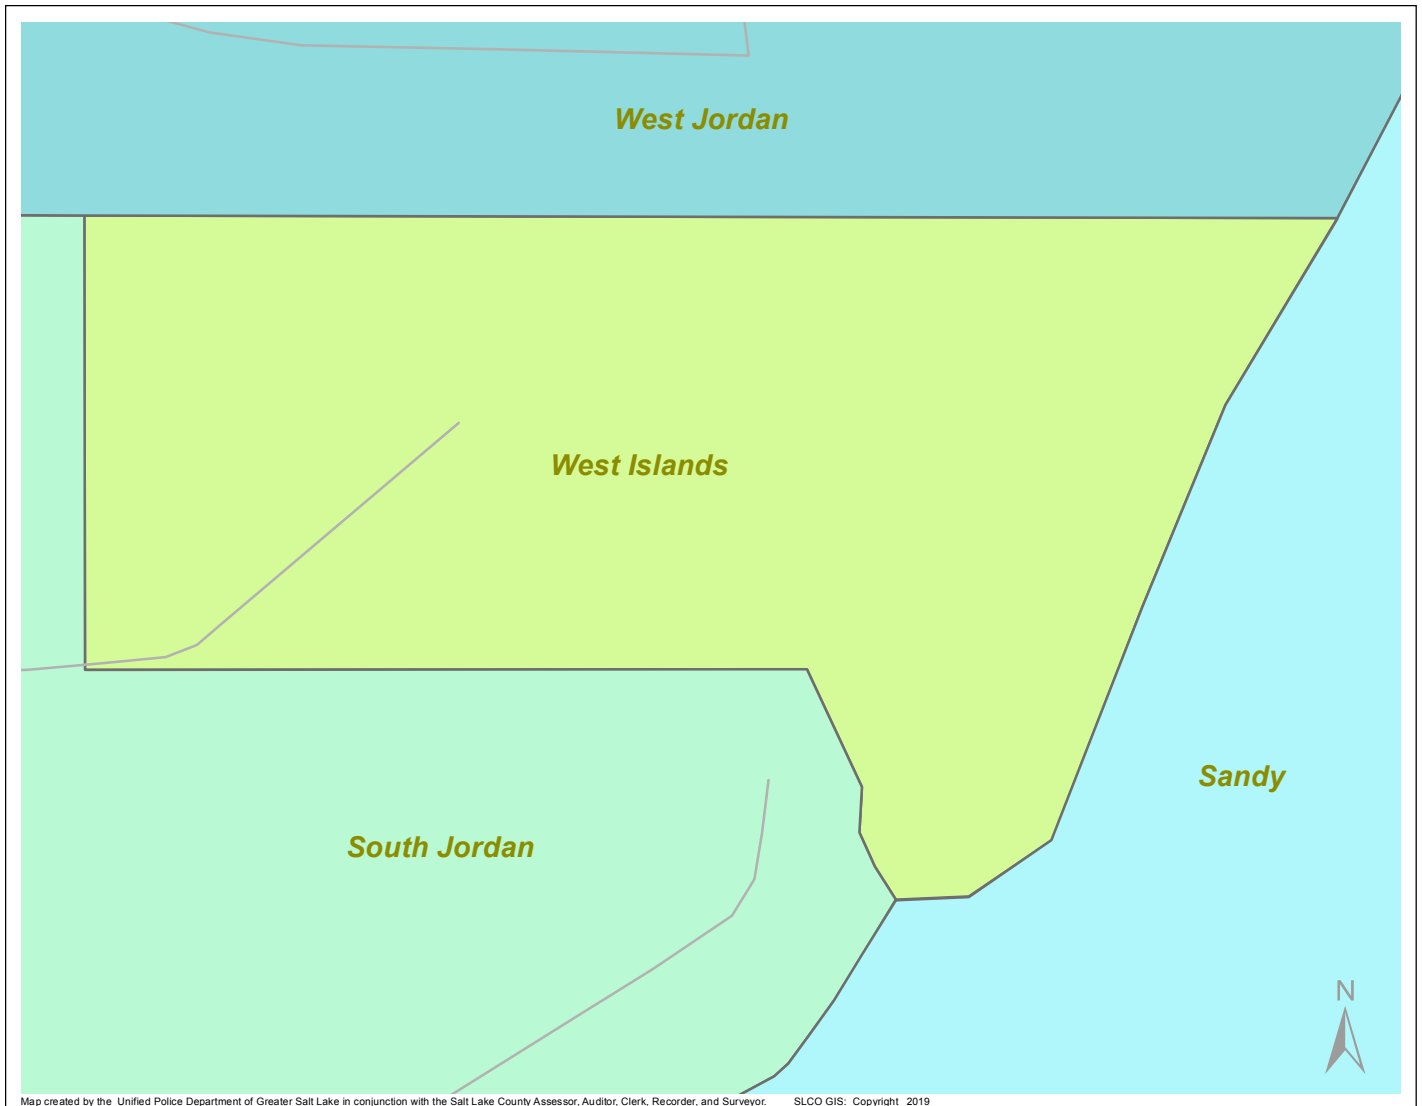 West Jordan
West Islands
Sandy
South Jordan
N
Map created by the Unified Police Department of Greater Salt Lake in conjunction with the Salt Lake County Assessor, Auditor, Clerk, Recorder, and Surveyor. SLCO GIS: Copyright 2019